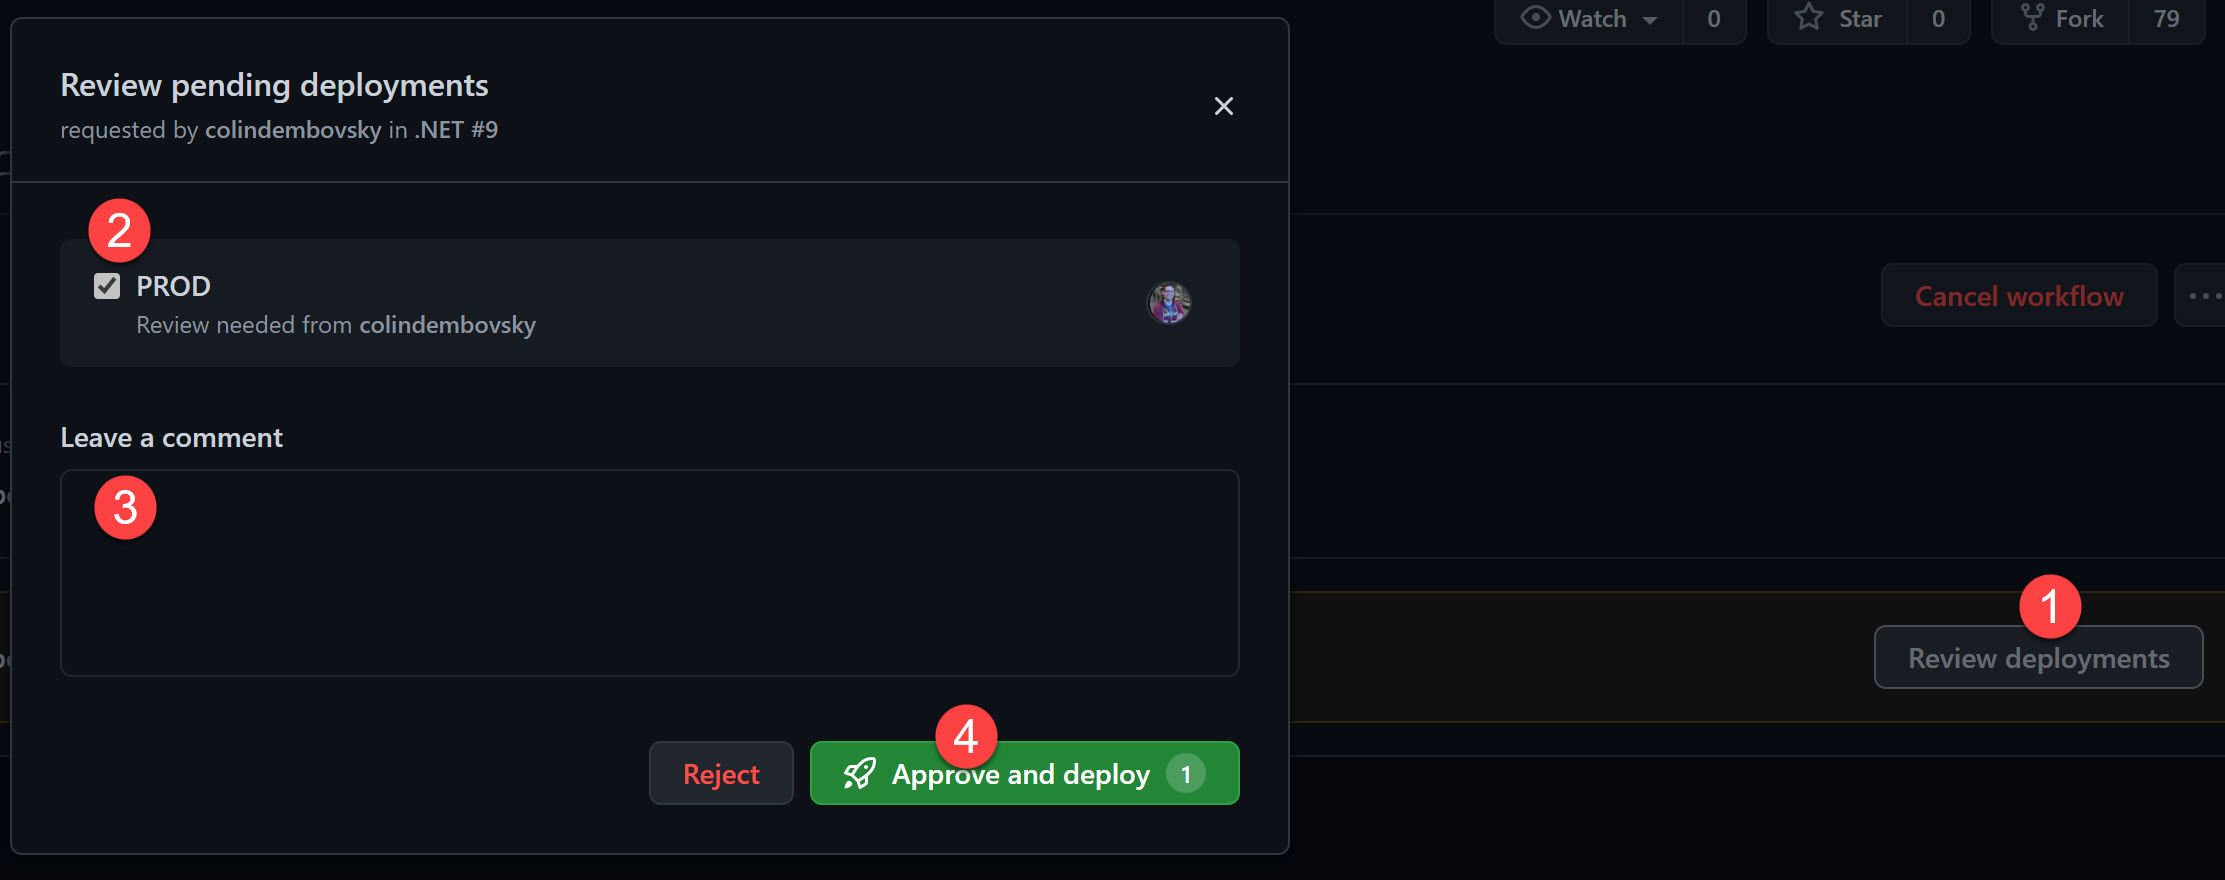 Watch 0 Star 0 Fork 79
Review pending deployments
requested by colindembovsky in .NET #9
2
PROD
Review needed from colindembovsky
Cancel workflow
Leave a comment
3
1
Review deployments
4
Reject
Approve and deploy 1